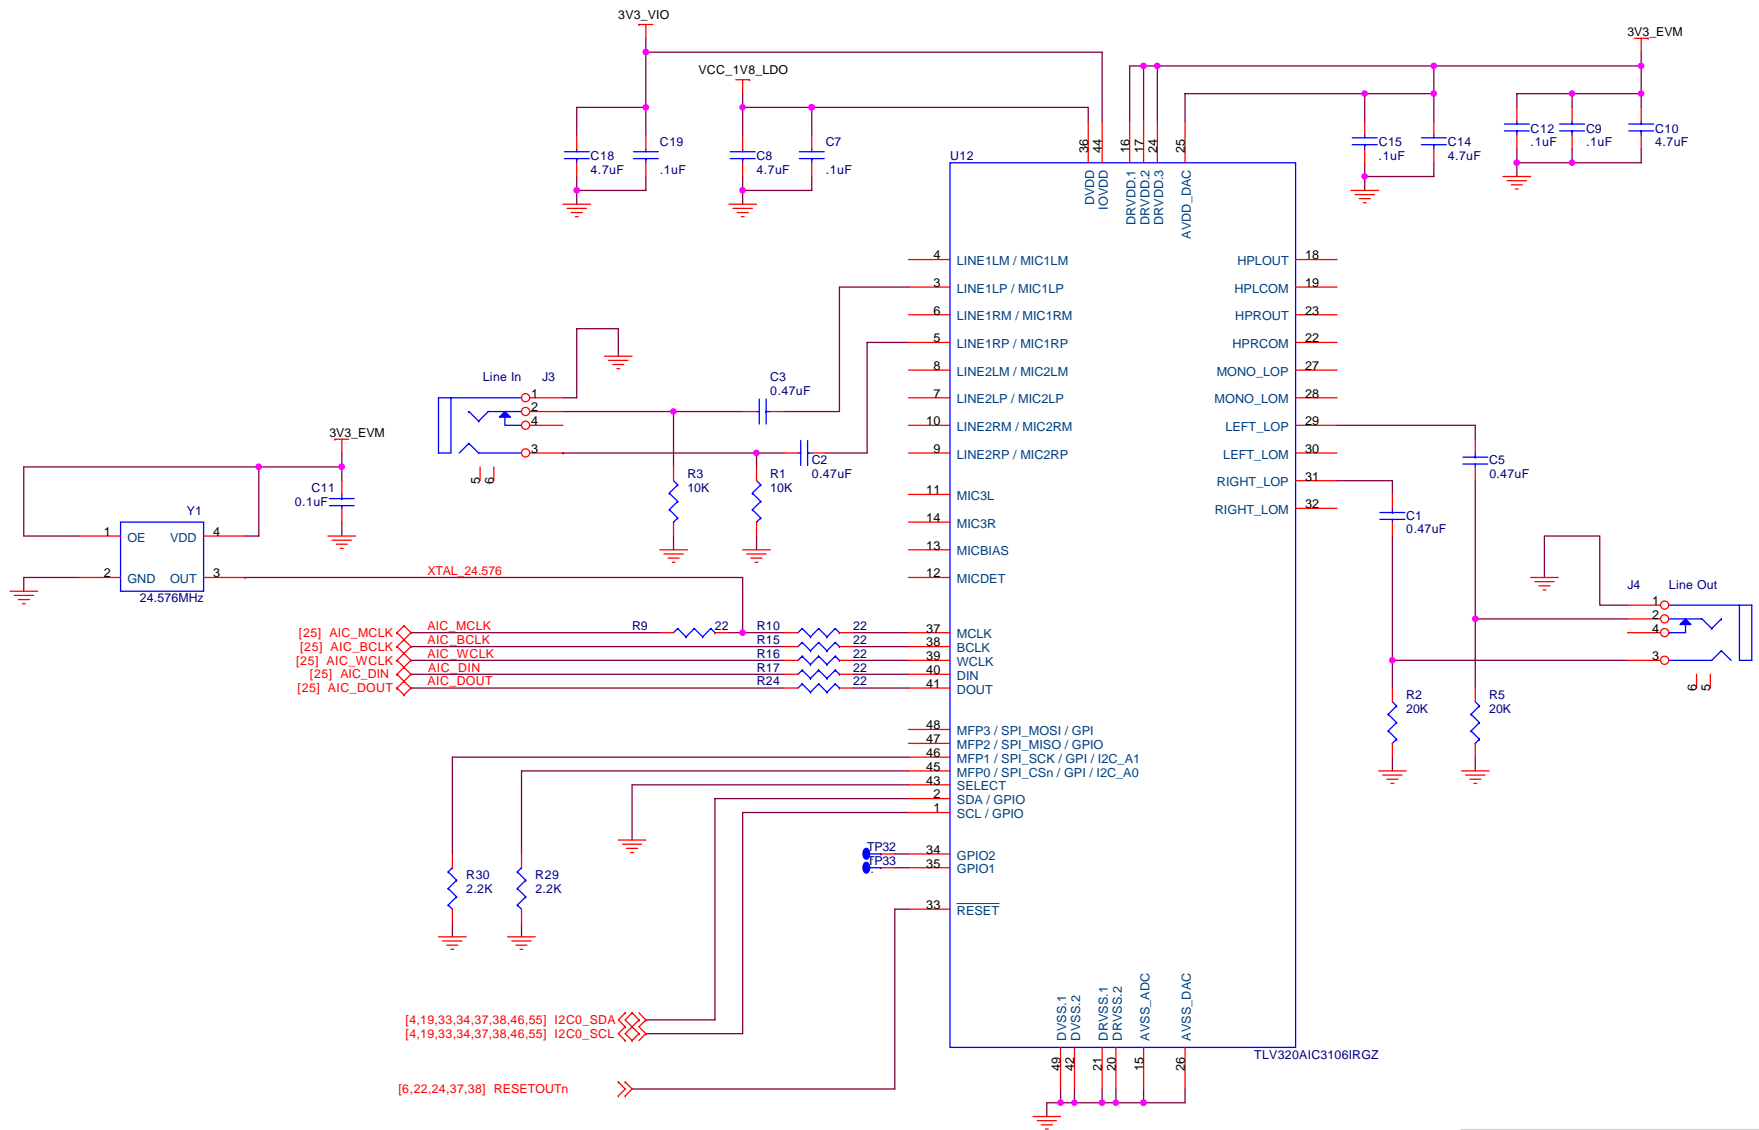 3V3_VIO
3V3_EVM
VCC_1V8_LDO
C18
4.7uF
C19
.1uF
C8
4.7uF
C7
.1uF
C15
.1uF
C14
4.7uF
C12
.1uF
C9
.1uF
C10
4.7uF
U12
36
44
16
17
24
25
DVDD
IOVDD
DRVDD.1
DRVDD.2
DRVDD.3
AVDD_DAC
4 LINE1LM / MIC1LM
3 LINE1LP / MIC1LP
6 LINE1RM / MIC1RM
5 LINE1RP / MIC1RP
8 LINE2LM / MIC2LM
7 LINE2LP / MIC2LP
10 LINE2RM / MIC2RM
9 LINE2RP / MIC2RP
11 MIC3L
14 MIC3R
13 MICBIAS
12 MICDET
HPLOUT 18
HPLCOM 19
HPROUT 23
HPRCOM 22
MONO_LOP 27
MONO_LOM 28
LEFT_LOP 29
LEFT_LOM 30
RIGHT_LOP 31
RIGHT_LOM 32
Line In J3
1
2
4
3
5 6
C3
0.47uF
C2
0.47uF
R3
10K
R1
10K
C5
0.47uF
C1
0.47uF
3V3_EVM
C11
0.1uF
Y1
1 OE VDD 4
2 GND OUT 3
24.576MHz
XTAL_24.576
J4 Line Out
1
2
4
3
6 5
R2
20K
R5
20K
[25] AIC_MCLK AIC_MCLK R9 22 R10 22 37 MCLK
[25] AIC_BCLK AIC_BCLK R15 22 38 BCLK
[25] AIC_WCLK AIC_WCLK R16 22 39 WCLK
[25] AIC_DIN AIC_DIN R17 22 40 DIN
[25] AIC_DOUT AIC_DOUT R24 22 41 DOUT
48 MFP3 / SPI_MOSI / GPI
47 MFP2 / SPI_MISO / GPIO
46 MFP1 / SPI_SCK / GPI / I2C_A1
45 MFP0 / SPI_CSn / GPI / I2C_A0
43 SELECT
2 SDA / GPIO
1 SCL / GPIO
TP32 34 GPIO2
TP33 35 GPIO1
R30
2.2K
R29
2.2K
33 RESET
DVSS.1
DVSS.2
DRVSS.1
DRVSS.2
AVSS_ADC
AVSS_DAC
49
42
21
20
15
26
TLV320AIC3106IRGZ
[4,19,33,34,37,38,46,55] I2C0_SDA
[4,19,33,34,37,38,46,55] I2C0_SCL
[6,22,24,37,38] RESETOUTn